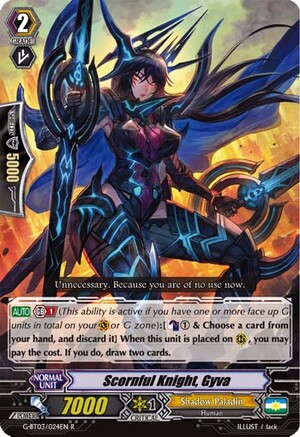 2
GRADE
5000
SHIELD
Unnecessary. Because you are of no use now.
AUTO GB 1 (This ability is active if you have one or more face up G
units in total on your or G zone):[ 1 & Choose a card from
your hand, and discard it] When this unit is placed on , you may
pay the cost. If you do, draw two cards.
NORMAL
UNIT
Scornful Knight, Gyva
POWER
7000
1
CRITICAL
Shadow Paladin
Human
G-BT03/024EN R
ILLUST / lack